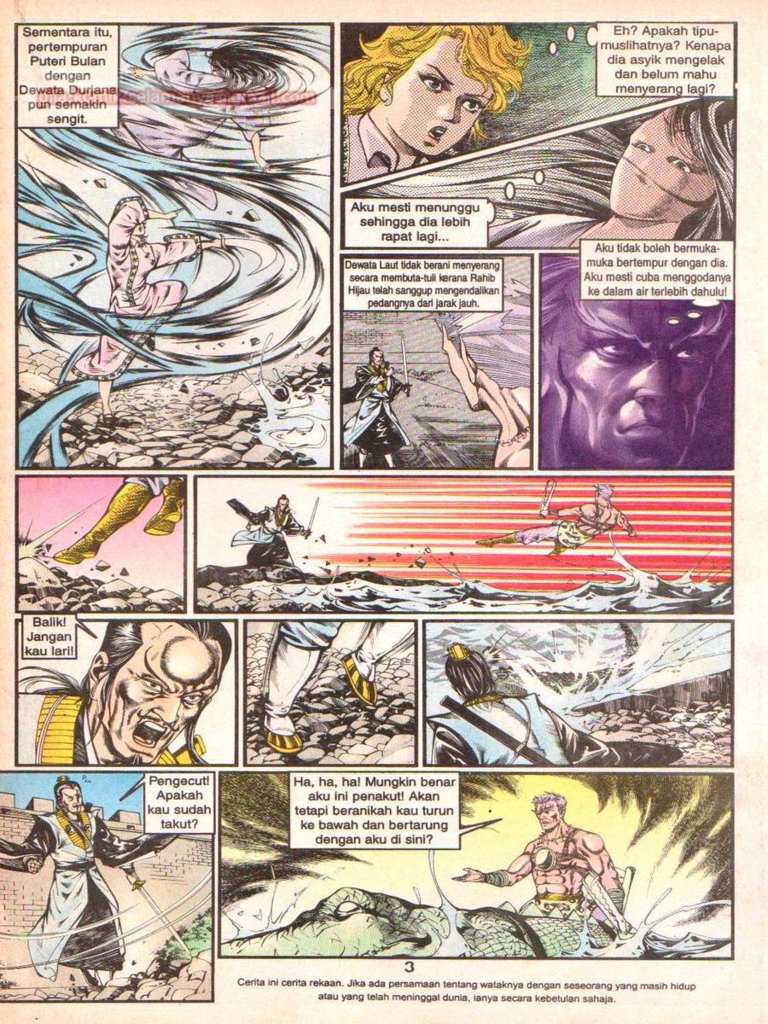 Sementara itu,
pertempuran
Puteri Bulan
dengan
Dewata Durjana
pun semakin
sengit.
Eh? Apakah tipu-
muslihatnya? Kenapa
dia asyik mengelak
dan belum mahu
menyerang lagi?
Aku mesti menunggu
sehingga dia lebih
rapat lagi...
Dewata Laut tidak berani menyerang
secara membuta-tuli kerana Rahib
Hijau telah sanggup mengendalikan
pedangnya dari jarak jauh.
Aku tidak boleh bermuka-
muka bertempur dengan dia.
Aku mesti cuba menggodanya
ke dalam air terlebih dahulu!
Balik!
Jangan
kau lari!
Pengecut!
Apakah
kau sudah
takut?
Ha, ha, ha! Mungkin benar
aku ini penakut! Akan
tetapi beranikah kau turun
ke bawah dan bertarung
dengan aku di sini?
3
Cerita ini cerita rekaan. Jika ada persamaan tentang wataknya dengan seseorang yang masih hidup
atau yang telah meninggal dunia, ianya secara kebetulan sahaja.